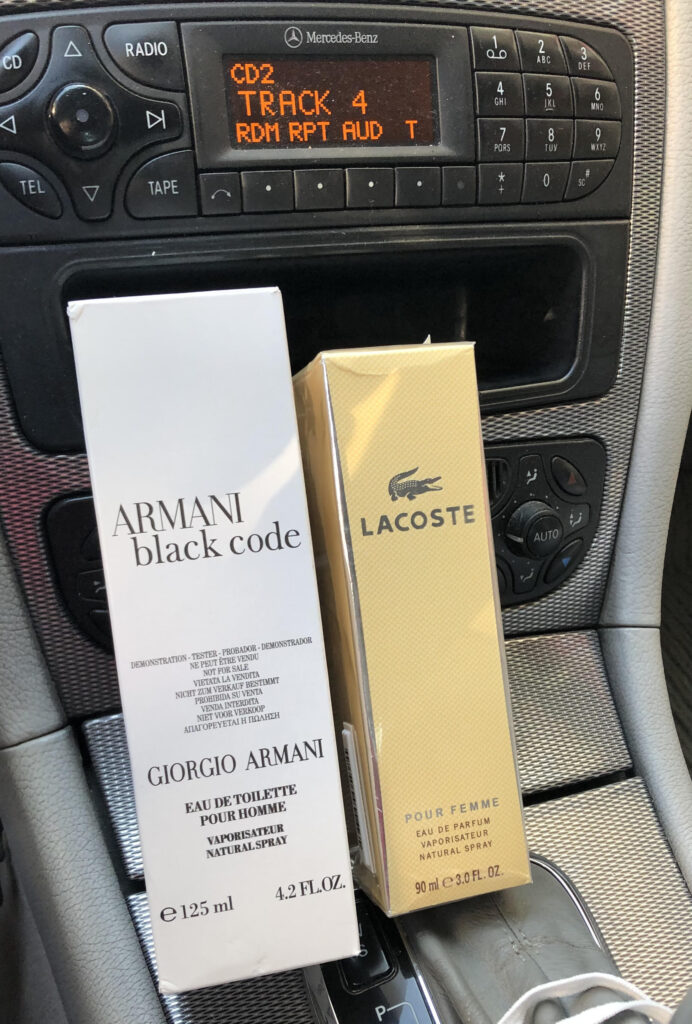 Mercedes-Benz
CD
RADIO
TEL
TAPE
CD2
TRACK 4
RDM RPT AUD T
1
2 ABC
3 DEF
4 GHI
5 JKL
6 MNO
7 PQRS
8 TUV
9 WXYZ
* +
0
# SC
AUTO
ARMANI
black code
DEMONSTRATION - TESTER - PROBADOR - DEMONSTRADOR
NE PEUT ÊTRE VENDU
NOT FOR SALE
VIETATA LA VENDITA
NICHT ZUM VERKAUF BESTIMMT
PROHIBIDA SU VENTA
VENDA INTERDITA
NIET VOOR VERKOOP
ΑΠΑΓΟΡΕΥΕΤΑΙ Η ΠΩΛΗΣΗ
GIORGIO ARMANI
EAU DE TOILETTE
POUR HOMME
VAPORISATEUR
NATURAL SPRAY
℮ 125 ml 4.2 FL.OZ.
LACOSTE
POUR FEMME
EAU DE PARFUM
VAPORISATEUR
NATURAL SPRAY
90 ml ℮ 3.0 FL. OZ.
P